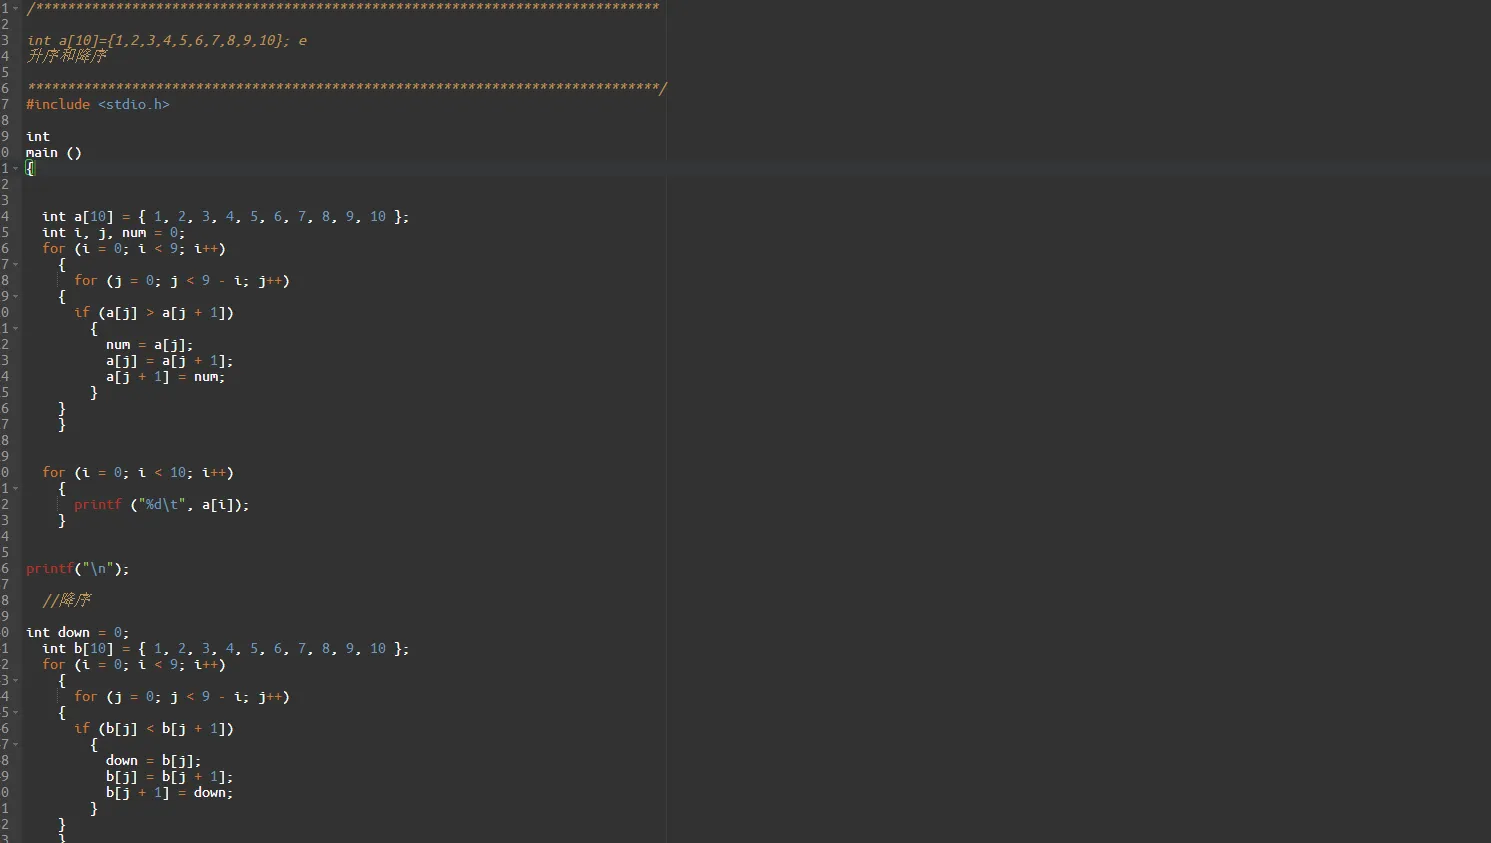 1 /******************************************************************************
2
3 int a[10]={1,2,3,4,5,6,7,8,9,10}; e
4 升序和降序
5
6 *******************************************************************************/
7 #include <stdio.h>
8
9 int
0 main ()
1 {
2
3
4 int a[10] = { 1, 2, 3, 4, 5, 6, 7, 8, 9, 10 };
5 int i, j, num = 0;
6 for (i = 0; i < 9; i++)
7 {
8 for (j = 0; j < 9 - i; j++)
9 {
0 if (a[j] > a[j + 1])
1 {
2 num = a[j];
3 a[j] = a[j + 1];
4 a[j + 1] = num;
5 }
6 }
7 }
8
9
0 for (i = 0; i < 10; i++)
1 {
2 printf ("%d\t", a[i]);
3 }
4
5
6 printf("\n");
7
8 //降序
9
0 int down = 0;
1 int b[10] = { 1, 2, 3, 4, 5, 6, 7, 8, 9, 10 };
2 for (i = 0; i < 9; i++)
3 {
4 for (j = 0; j < 9 - i; j++)
5 {
6 if (b[j] < b[j + 1])
7 {
8 down = b[j];
9 b[j] = b[j + 1];
0 b[j + 1] = down;
1 }
2 }
3 }